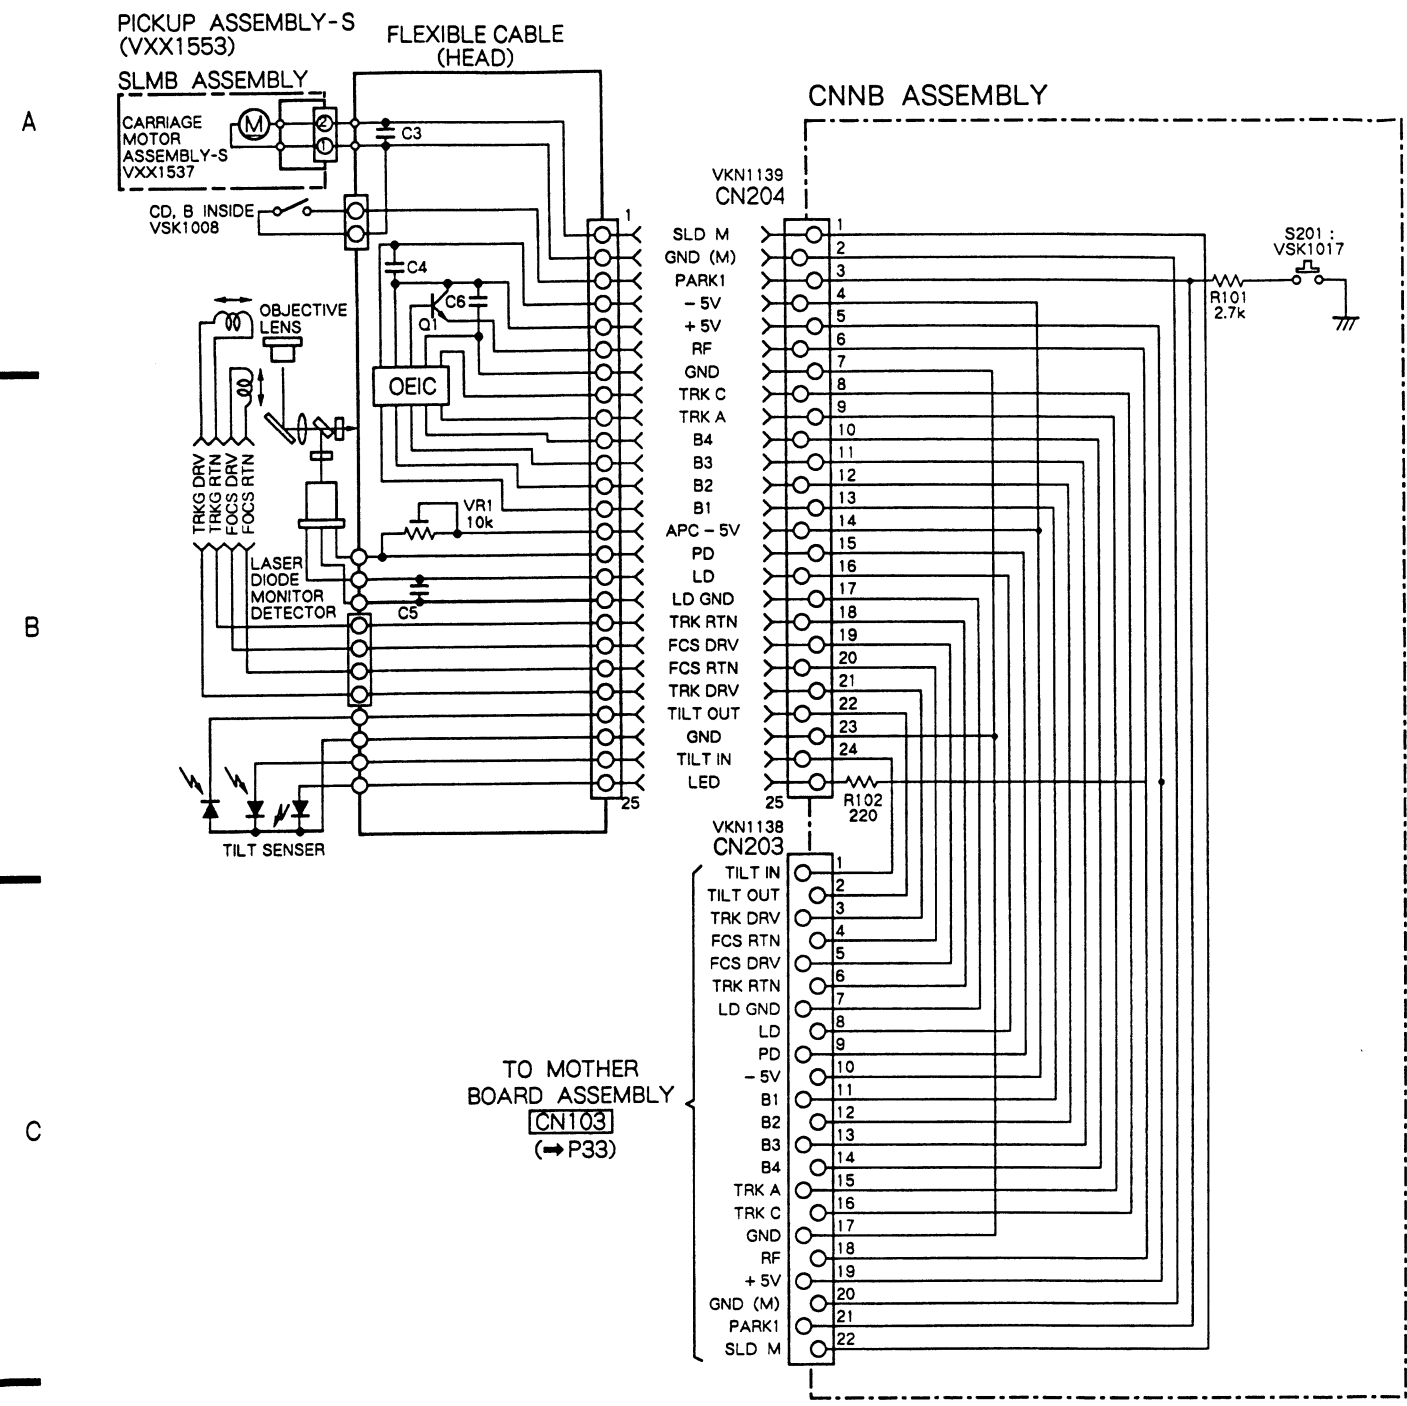 PICKUP ASSEMBLY-S
(VXX1553)
SLMB ASSEMBLY
FLEXIBLE CABLE
(HEAD)
CNNB ASSEMBLY
A
B
C
CARRIAGE
MOTOR
ASSEMBLY-S
VXX1537
M
2
1
C3
CD, B INSIDE
VSK1008
C4
C6
Q1
OEIC
OBJECTIVE
LENS
TRKG DRV
TRKG RTN
FOCS DRV
FOCS RTN
VR1
10k
LASER
DIODE
MONITOR
DETECTOR
C5
TILT SENSER
1
25
VKN1139
CN204
SLD M
GND (M)
PARK1
- 5V
+ 5V
RF
GND
TRK C
TRK A
B4
B3
B2
B1
APC - 5V
PD
LD
LD GND
TRK RTN
FCS DRV
FCS RTN
TRK DRV
TILT OUT
GND
TILT IN
LED
1
2
3
4
5
6
7
8
9
10
11
12
13
14
15
16
17
18
19
20
21
22
23
24
25
S201 :
VSK1017
R101
2.7k
R102
220
VKN1138
CN203
TILT IN 1
TILT OUT 2
TRK DRV 3
FCS RTN 4
FCS DRV 5
TRK RTN 6
LD GND 7
LD 8
PD 9
- 5V 10
B1 11
B2 12
B3 13
B4 14
TRK A 15
TRK C 16
GND 17
RF 18
+ 5V 19
GND (M) 20
PARK1 21
SLD M 22
TO MOTHER
BOARD ASSEMBLY
CN103
(➡P33)